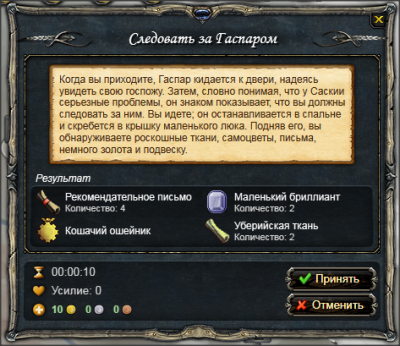 Следовать за Гаспаром
Когда вы приходите, Гаспар кидается к двери, надеясь
увидеть свою госпожу. Затем, словно понимая, что у Саскии
серьезные проблемы, он знаком показывает, что вы должны
следовать за ним. Вы идете; он останавливается в спальне
и скребется в крышку маленького люка. Подняв его, вы
обнаруживаете роскошные ткани, самоцветы, письма,
немного золота и подвеску.
Результат
Рекомендательное письмо
Количество: 4
Маленький бриллиант
Количество: 2
Кошачий ошейник
Уберийская ткань
Количество: 2
00:00:10
Усилие: 0
10 0 0
Принять
Отменить